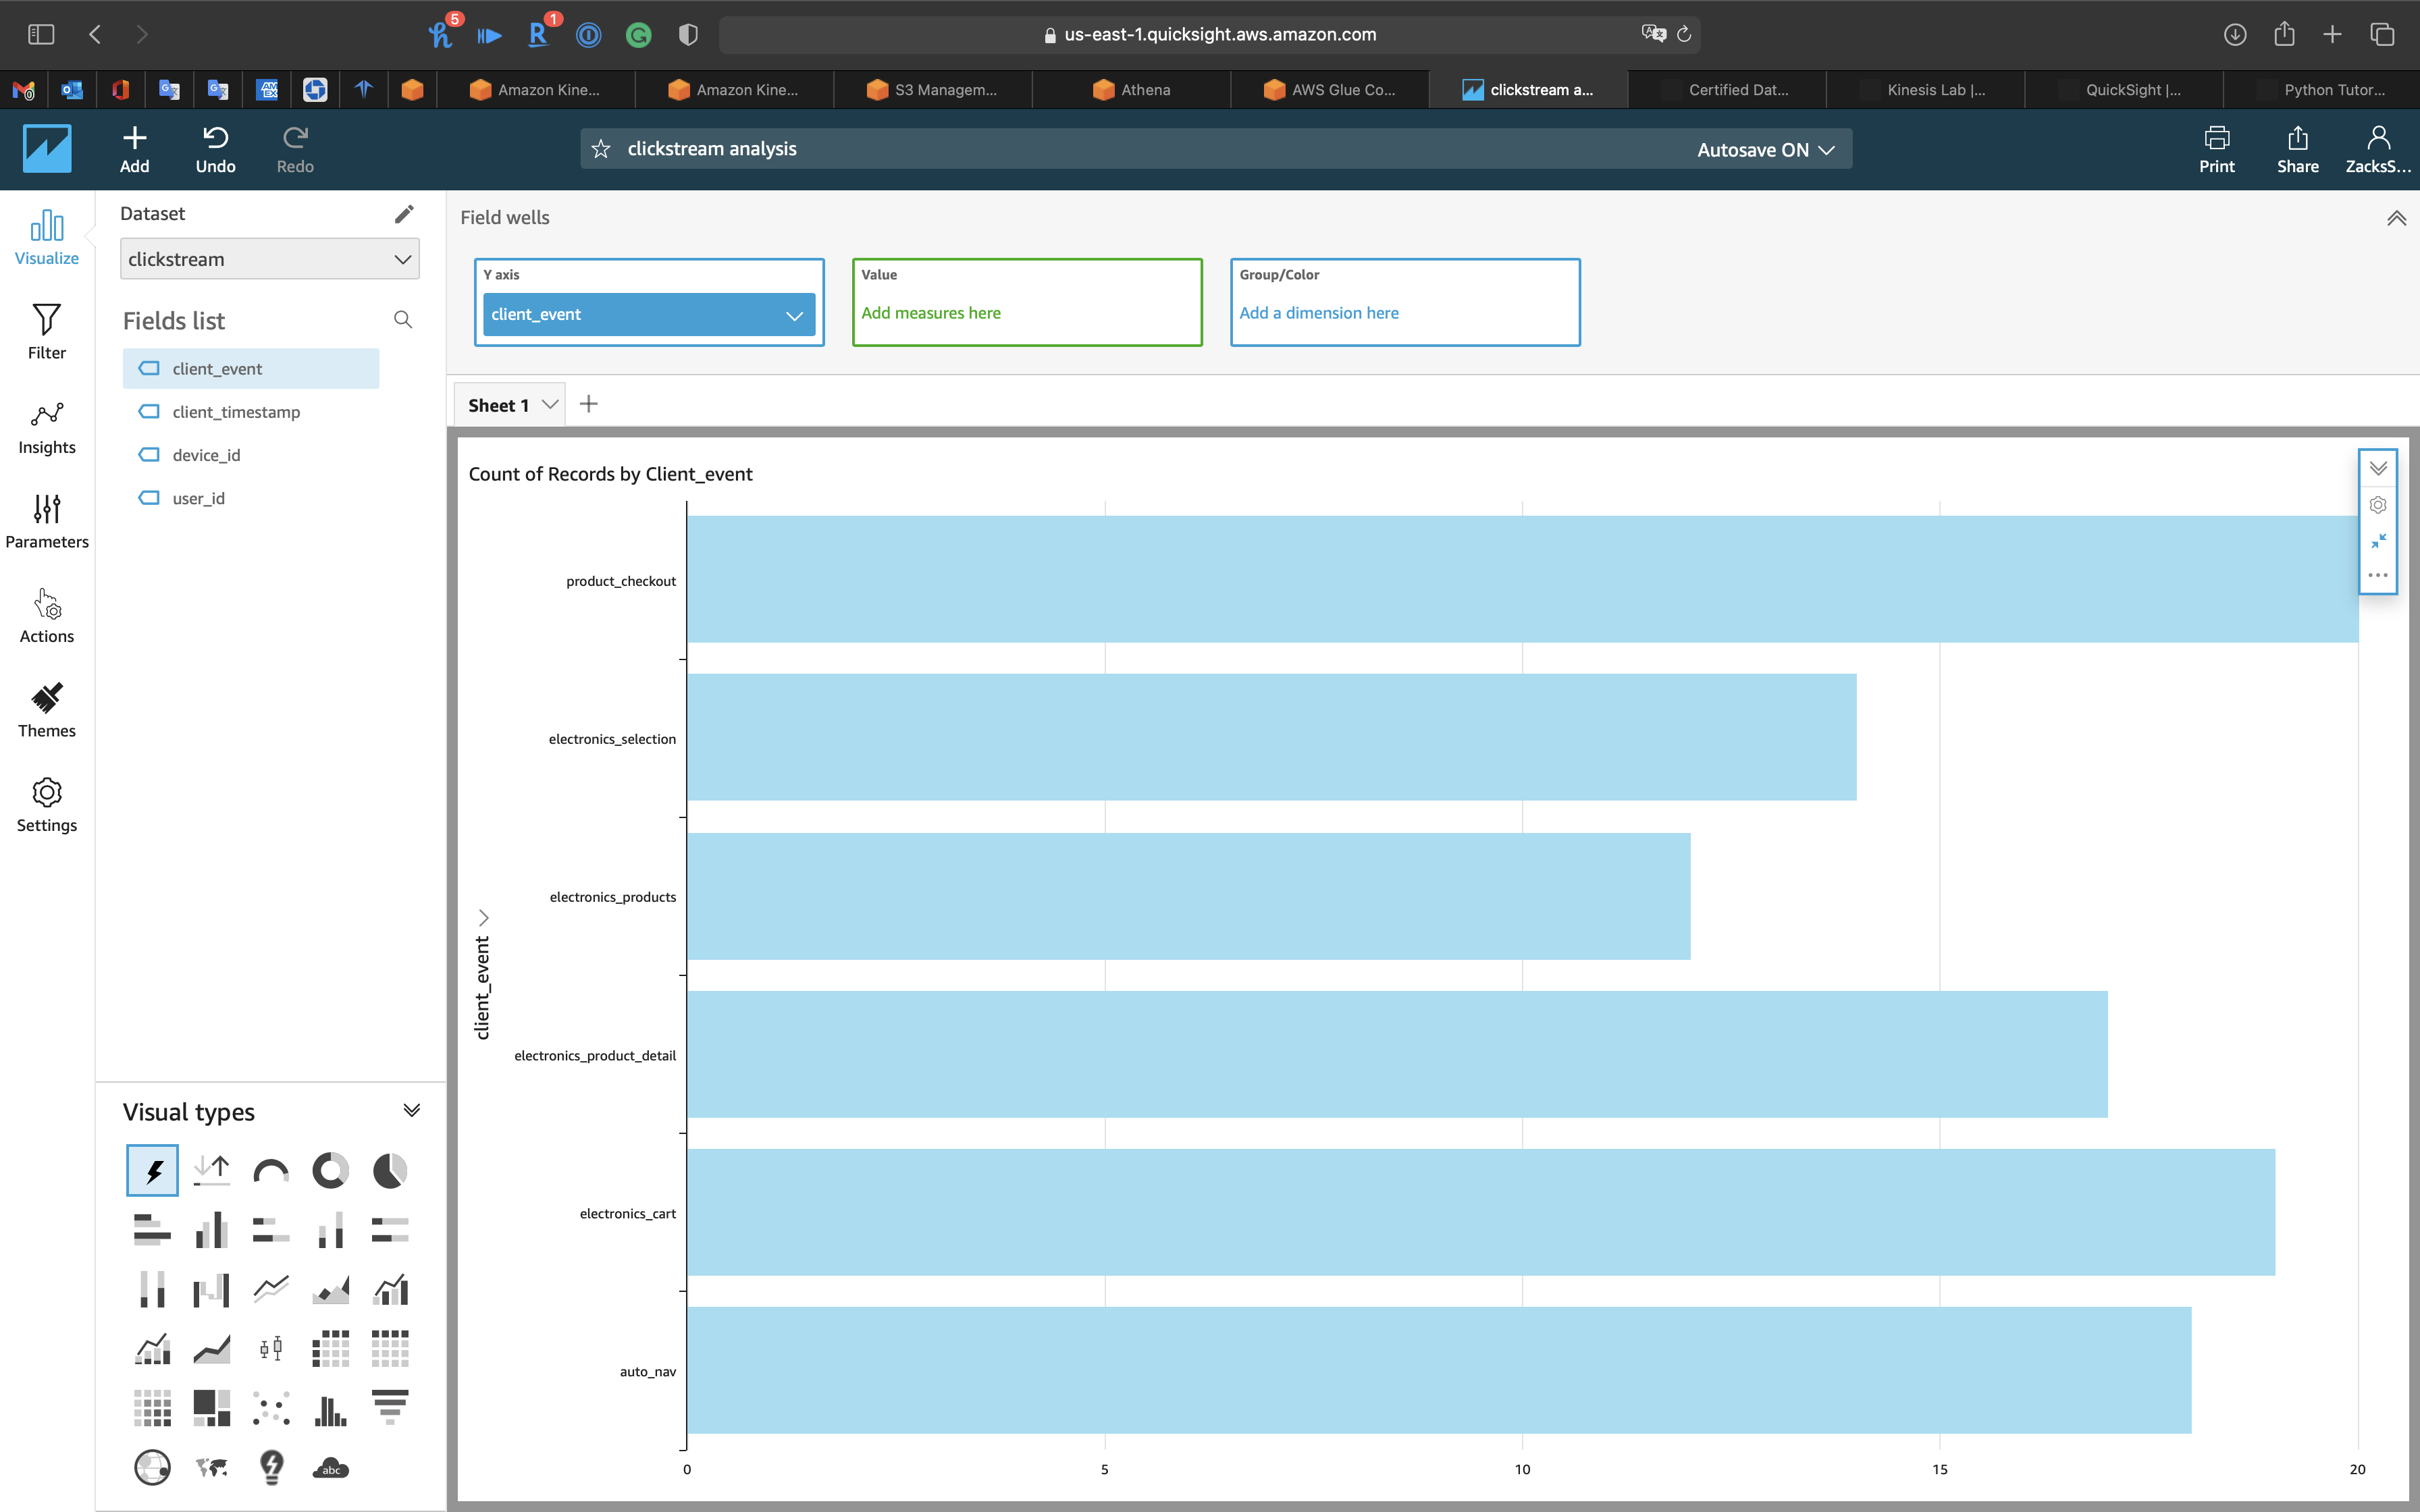 5
1
us-east-1.quicksight.aws.amazon.com
Amazon Kine...
Amazon Kine...
S3 Managem...
Athena
AWS Glue Co...
clickstream a...
Certified Dat...
Kinesis Lab |...
QuickSight |...
Python Tutor...
Add
Undo
Redo
clickstream analysis
Autosave ON
Print
Share
ZacksS...
Visualize
Filter
Insights
Parameters
Actions
Themes
Settings
Dataset
clickstream
Fields list
client_event
client_timestamp
device_id
user_id
Visual types
abc
Field wells
Y axis
client_event
Value
Add measures here
Group/Color
Add a dimension here
Sheet 1
Count of Records by Client_event
client_event
product_checkout
electronics_selection
electronics_products
electronics_product_detail
electronics_cart
auto_nav
0 5 10 15 20